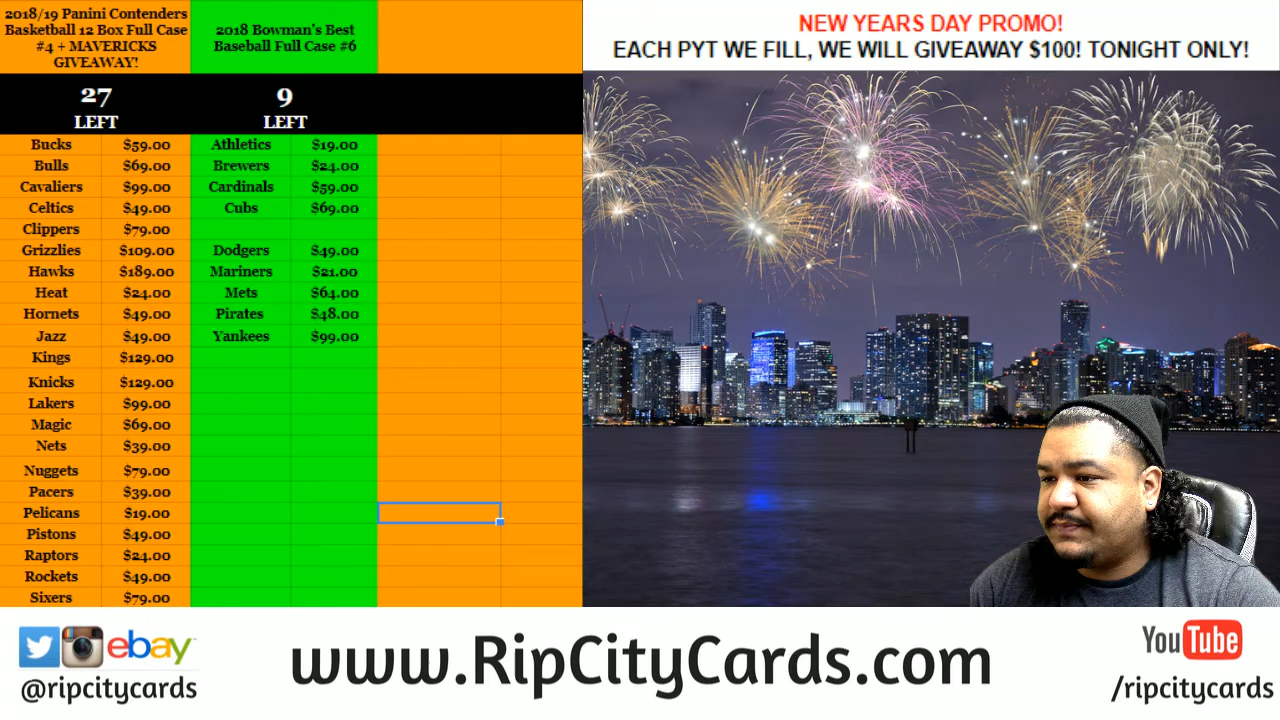 2018/19 Panini Contenders
Basketball 12 Box Full Case
#4 + MAVERICKS
GIVEAWAY!
27
LEFT
Bucks $59.00
Bulls $69.00
Cavaliers $99.00
Celtics $49.00
Clippers $79.00
Grizzlies $109.00
Hawks $189.00
Heat $24.00
Hornets $49.00
Jazz $49.00
Kings $129.00
Knicks $129.00
Lakers $99.00
Magic $69.00
Nets $39.00
Nuggets $79.00
Pacers $39.00
Pelicans $19.00
Pistons $49.00
Raptors $24.00
Rockets $49.00
Sixers $79.00
2018 Bowman's Best
Baseball Full Case #6
9
LEFT
Athletics $19.00
Brewers $24.00
Cardinals $59.00
Cubs $69.00
Dodgers $49.00
Mariners $21.00
Mets $64.00
Pirates $48.00
Yankees $99.00
NEW YEARS DAY PROMO!
EACH PYT WE FILL, WE WILL GIVEAWAY $100! TONIGHT ONLY!
ebay
@ripcitycards
www.RipCityCards.com
YouTube
/ripcitycards